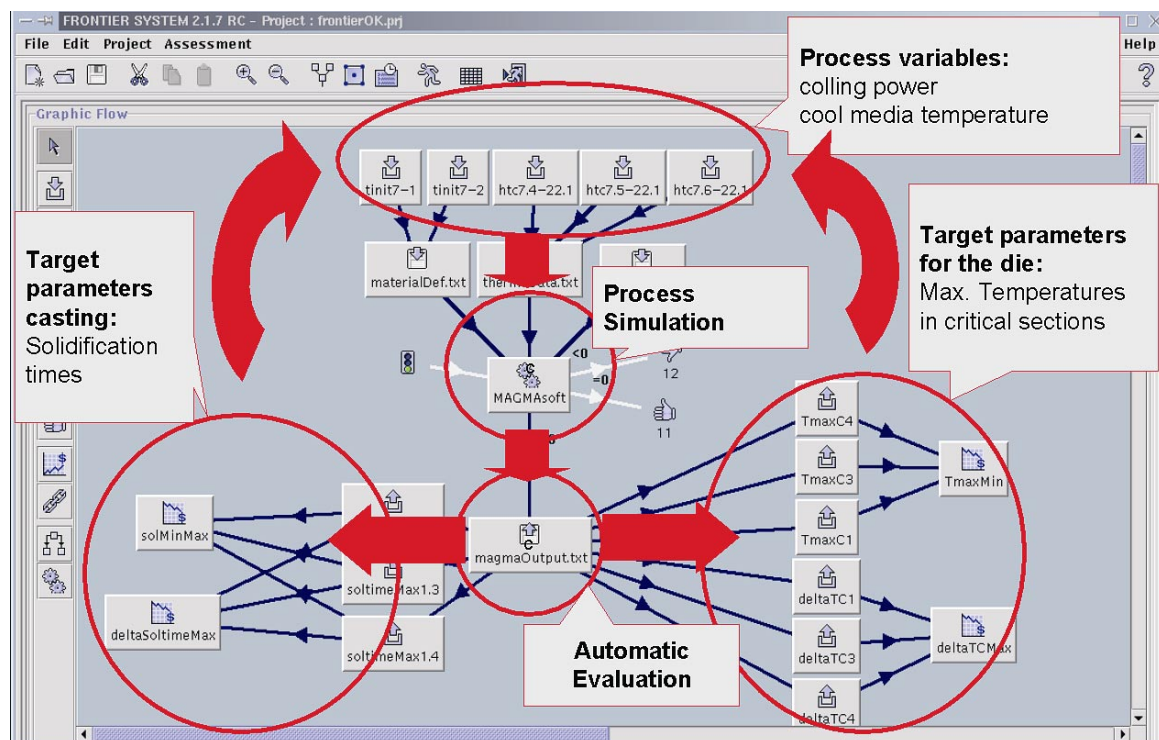 FRONTIER SYSTEM 2.1.7 RC - Project : frontierOK.prj
File Edit Project Assessment
Help
Graphic Flow
Process variables:
colling power
cool media temperature
tinit7-1
tinit7-2
htc7.4-22.1
htc7.5-22.1
htc7.6-22.1
Target
parameters
casting:
Solidification
times
Target parameters
for the die:
Max. Temperatures
in critical sections
materialDef.txt
Process
Simulation
<0
=0
12
11
MAGMAsoft
TmaxC4
TmaxC3
TmaxMin
TmaxC1
solMinMax
magmaOutput.txt
soltimeMax1.3
deltaTC1
deltaSoltimeMax
soltimeMax1.4
deltaTC3
deltaTCMax
deltaTC4
Automatic
Evaluation